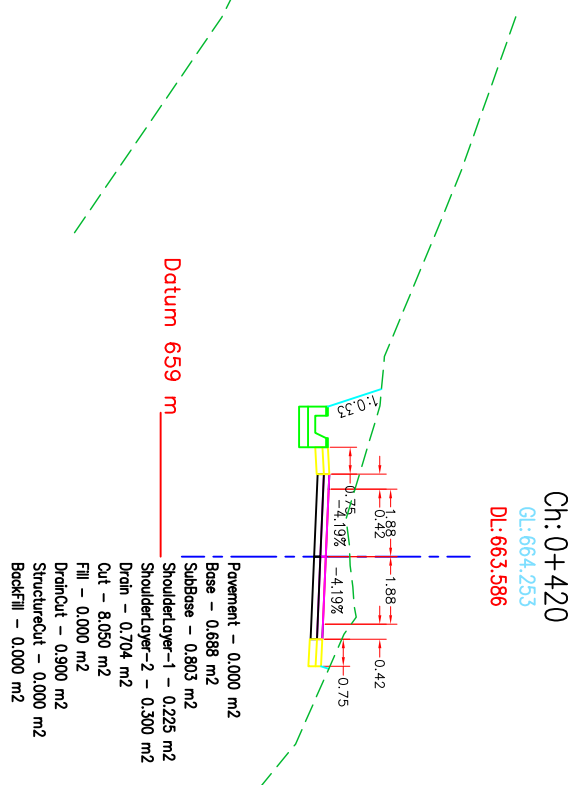 Ch: 0+420
GL: 664.253
DL: 663.586
1:0.33
0.75
0.42
1.88
1.88
0.42
0.75
-4.19%
-4.19%
Datum 659 m
Pavement - 0.000 m2
Base - 0.688 m2
SubBase - 0.803 m2
ShoulderLayer-1 - 0.225 m2
ShoulderLayer-2 - 0.300 m2
Drain - 0.704 m2
Cut - 8.050 m2
Fill - 0.000 m2
DrainCut - 0.900 m2
StructureCut - 0.000 m2
BackFill - 0.000 m2